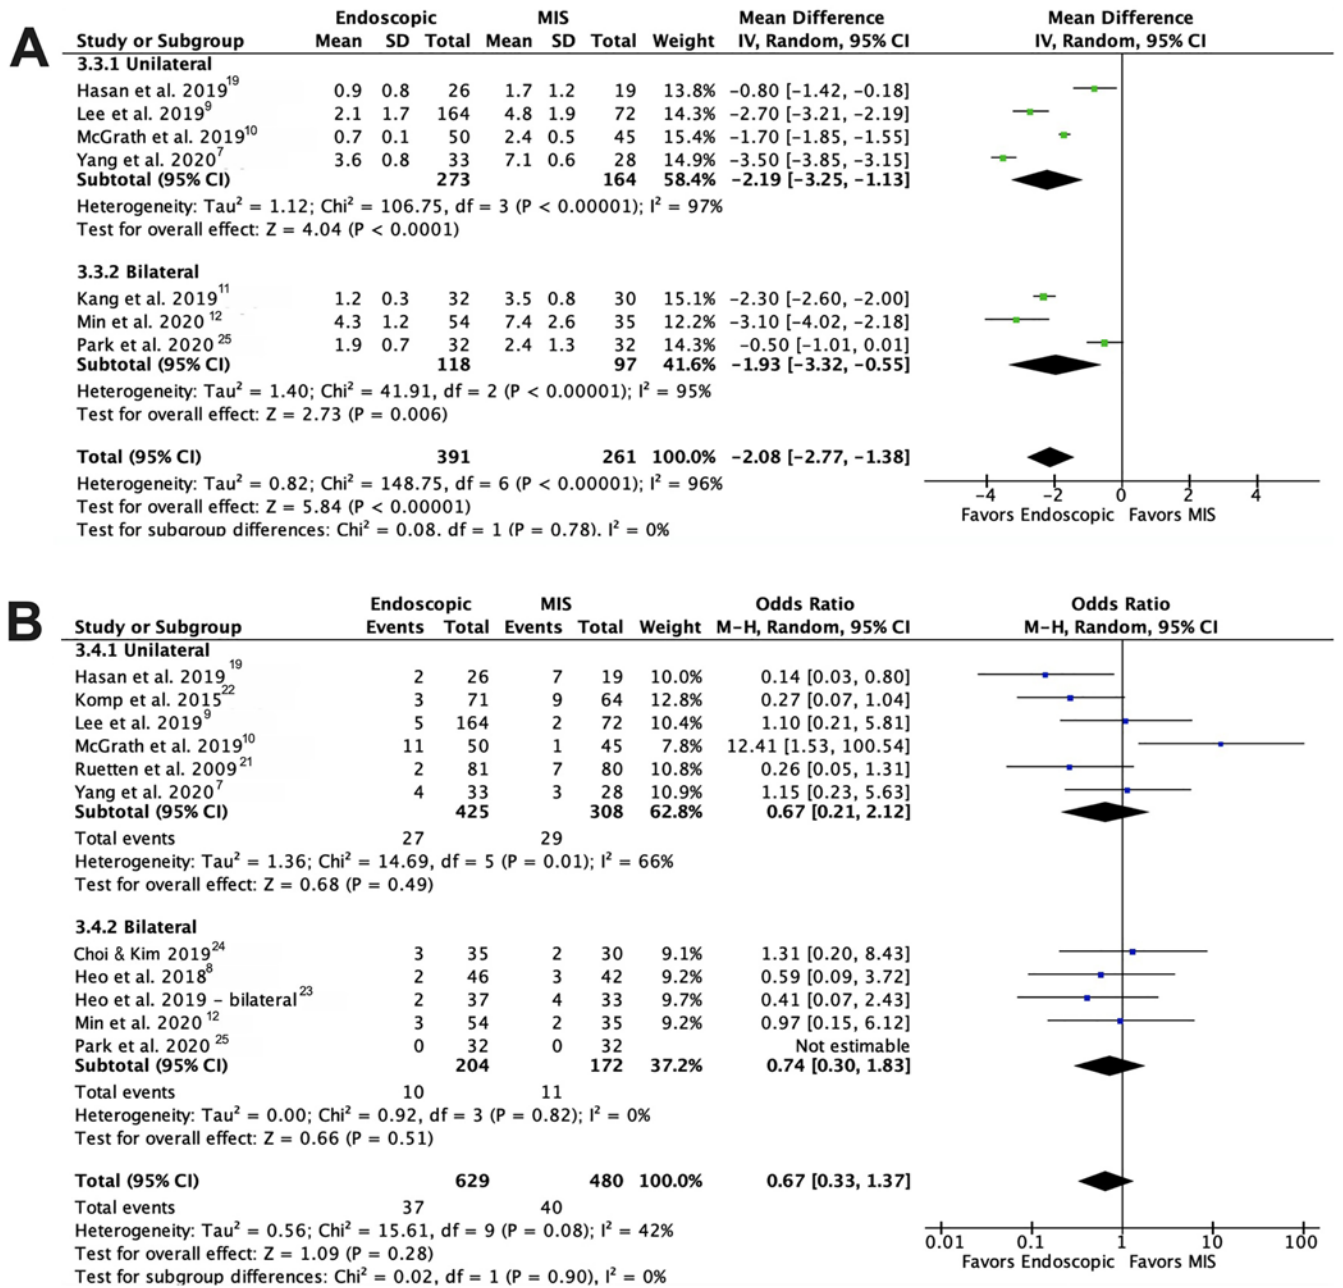 A
Endoscopic MIS Mean Difference Mean Difference
Study or Subgroup Mean SD Total Mean SD Total Weight IV, Random, 95% CI IV, Random, 95% CI
3.3.1 Unilateral
Hasan et al. 2019¹⁹ 0.9 0.8 26 1.7 1.2 19 13.8% −0.80 [−1.42, −0.18]
Lee et al. 2019⁹ 2.1 1.7 164 4.8 1.9 72 14.3% −2.70 [−3.21, −2.19]
McGrath et al. 2019¹⁰ 0.7 0.1 50 2.4 0.5 45 15.4% −1.70 [−1.85, −1.55]
Yang et al. 2020⁷ 3.6 0.8 33 7.1 0.6 28 14.9% −3.50 [−3.85, −3.15]
Subtotal (95% CI) 273 164 58.4% −2.19 [−3.25, −1.13]
Heterogeneity: Tau² = 1.12; Chi² = 106.75, df = 3 (P < 0.00001); I² = 97%
Test for overall effect: Z = 4.04 (P < 0.0001)
3.3.2 Bilateral
Kang et al. 2019¹¹ 1.2 0.3 32 3.5 0.8 30 15.1% −2.30 [−2.60, −2.00]
Min et al. 2020 ¹² 4.3 1.2 54 7.4 2.6 35 12.2% −3.10 [−4.02, −2.18]
Park et al. 2020 ²⁵ 1.9 0.7 32 2.4 1.3 32 14.3% −0.50 [−1.01, 0.01]
Subtotal (95% CI) 118 97 41.6% −1.93 [−3.32, −0.55]
Heterogeneity: Tau² = 1.40; Chi² = 41.91, df = 2 (P < 0.00001); I² = 95%
Test for overall effect: Z = 2.73 (P = 0.006)
Total (95% CI) 391 261 100.0% −2.08 [−2.77, −1.38]
Heterogeneity: Tau² = 0.82; Chi² = 148.75, df = 6 (P < 0.00001); I² = 96%
Test for overall effect: Z = 5.84 (P < 0.00001)
Test for subgroup differences: Chi² = 0.08. df = 1 (P = 0.78). I² = 0%
−4 −2 0 2 4
Favors Endoscopic Favors MIS
B
Endoscopic MIS Odds Ratio Odds Ratio
Study or Subgroup Events Total Events Total Weight M−H, Random, 95% CI M−H, Random, 95% CI
3.4.1 Unilateral
Hasan et al. 2019 ¹⁹ 2 26 7 19 10.0% 0.14 [0.03, 0.80]
Komp et al. 2015²² 3 71 9 64 12.8% 0.27 [0.07, 1.04]
Lee et al. 2019⁹ 5 164 2 72 10.4% 1.10 [0.21, 5.81]
McGrath et al. 2019¹⁰ 11 50 1 45 7.8% 12.41 [1.53, 100.54]
Ruetten et al. 2009²¹ 2 81 7 80 10.8% 0.26 [0.05, 1.31]
Yang et al. 2020⁷ 4 33 3 28 10.9% 1.15 [0.23, 5.63]
Subtotal (95% CI) 425 308 62.8% 0.67 [0.21, 2.12]
Total events 27 29
Heterogeneity: Tau² = 1.36; Chi² = 14.69, df = 5 (P = 0.01); I² = 66%
Test for overall effect: Z = 0.68 (P = 0.49)
3.4.2 Bilateral
Choi & Kim 2019²⁴ 3 35 2 30 9.1% 1.31 [0.20, 8.43]
Heo et al. 2018⁸ 2 46 3 42 9.2% 0.59 [0.09, 3.72]
Heo et al. 2019 – bilateral²³ 2 37 4 33 9.7% 0.41 [0.07, 2.43]
Min et al. 2020 ¹² 3 54 2 35 9.2% 0.97 [0.15, 6.12]
Park et al. 2020 ²⁵ 0 32 0 32 Not estimable
Subtotal (95% CI) 204 172 37.2% 0.74 [0.30, 1.83]
Total events 10 11
Heterogeneity: Tau² = 0.00; Chi² = 0.92, df = 3 (P = 0.82); I² = 0%
Test for overall effect: Z = 0.66 (P = 0.51)
Total (95% CI) 629 480 100.0% 0.67 [0.33, 1.37]
Total events 37 40
Heterogeneity: Tau² = 0.56; Chi² = 15.61, df = 9 (P = 0.08); I² = 42%
Test for overall effect: Z = 1.09 (P = 0.28)
Test for subgroup differences: Chi² = 0.02, df = 1 (P = 0.90), I² = 0%
0.01 0.1 1 10 100
Favors Endoscopic Favors MIS